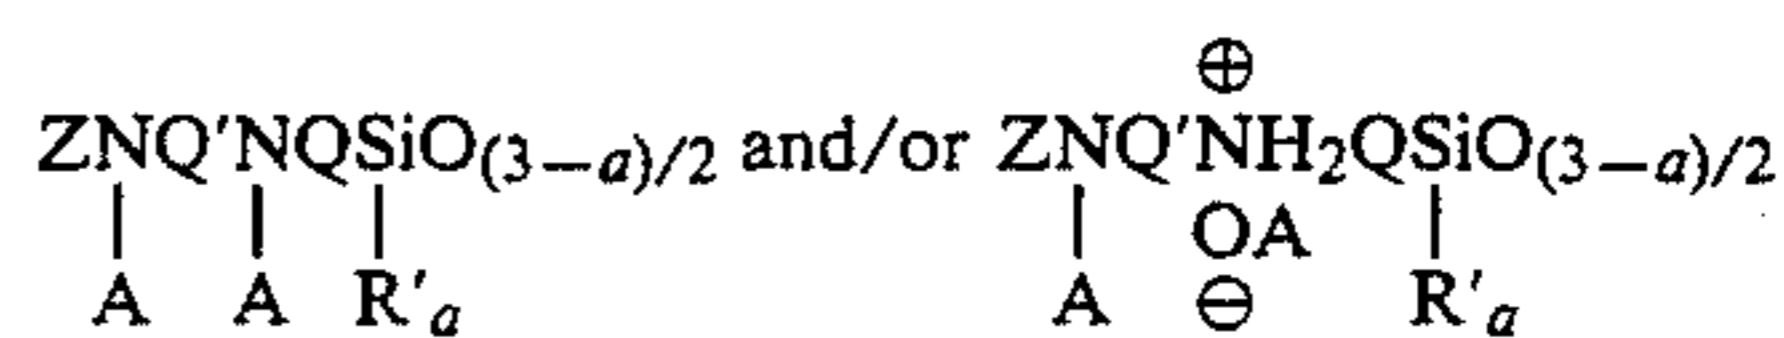 ⊕
ZNQ′NQSiO(3−a)/2 and/or ZNQ′NH2QSiO(3−a)/2
| | | | OA |
A A R′a A ⊖ R′a